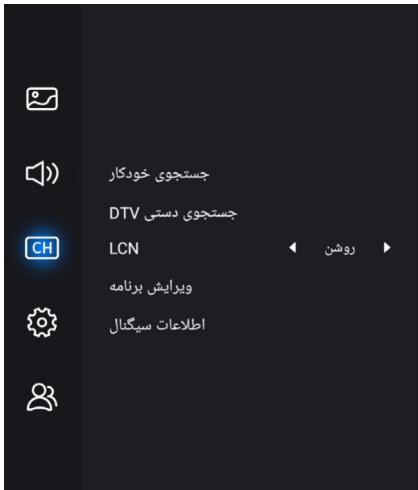 جستجوی خودکار
جستجوی دستی DTV
CH
LCN روشن
ویرایش برنامه
اطلاعات سیگنال